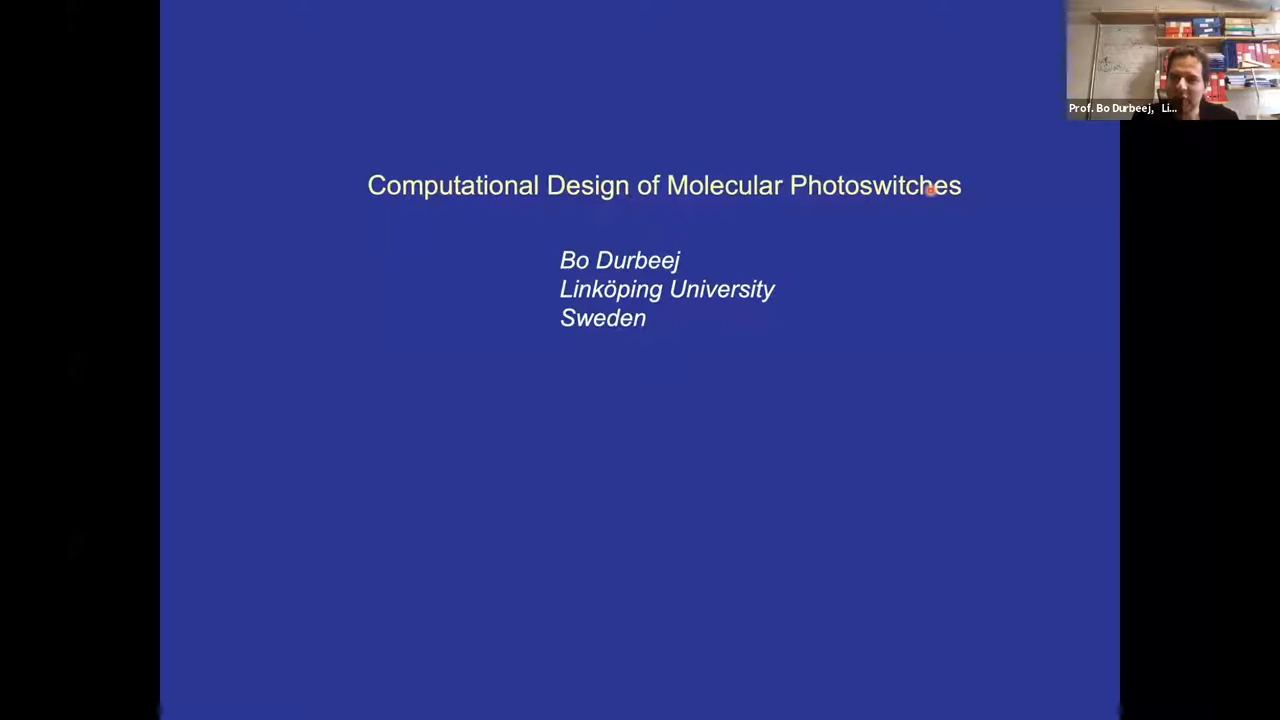 Computational Design of Molecular Photoswitches
Bo Durbeej
Linköping University
Sweden
Prof. Bo Durbeej, Li...